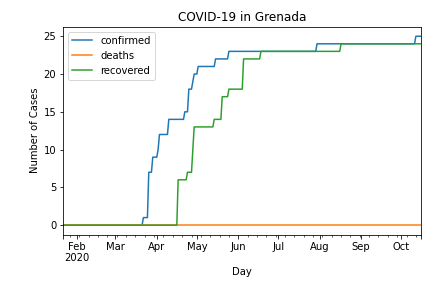 COVID-19 in Grenada
confirmed
deaths
recovered
Number of Cases
25
20
15
10
5
0
Feb Mar Apr May Jun Jul Aug Sep Oct
2020
Day